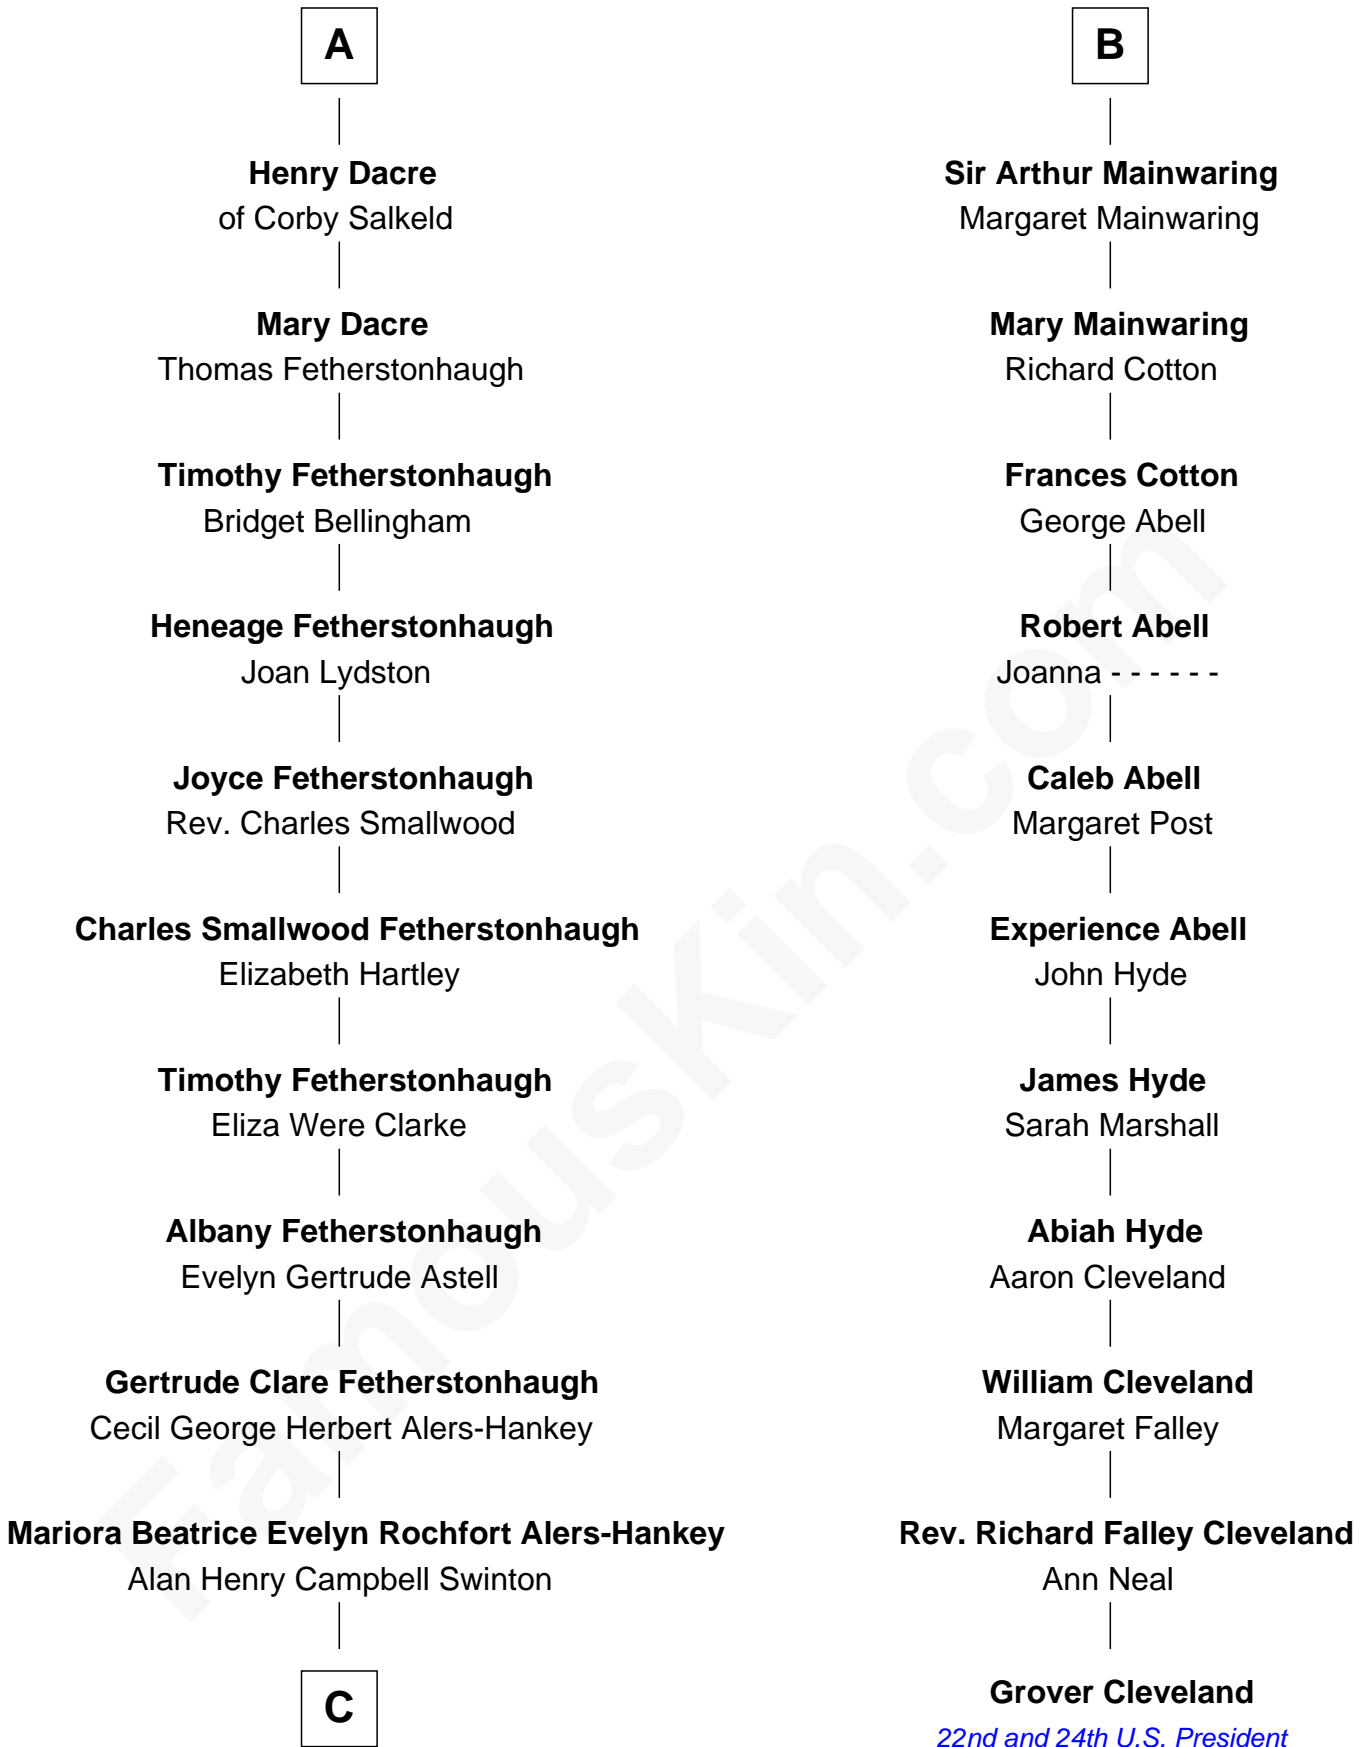 A
Henry Dacre
of Corby Salkeld
Mary Dacre
Thomas Fetherstonhaugh
Timothy Fetherstonhaugh
Bridget Bellingham
Heneage Fetherstonhaugh
Joan Lydston
Joyce Fetherstonhaugh
Rev. Charles Smallwood
Charles Smallwood Fetherstonhaugh
Elizabeth Hartley
Timothy Fetherstonhaugh
Eliza Were Clarke
Albany Fetherstonhaugh
Evelyn Gertrude Astell
Gertrude Clare Fetherstonhaugh
Cecil George Herbert Alers-Hankey
Mariora Beatrice Evelyn Rochfort Alers-Hankey
Alan Henry Campbell Swinton
C
B
Sir Arthur Mainwaring
Margaret Mainwaring
Mary Mainwaring
Richard Cotton
Frances Cotton
George Abell
Robert Abell
Joanna - - - - - -
Caleb Abell
Margaret Post
Experience Abell
John Hyde
James Hyde
Sarah Marshall
Abiah Hyde
Aaron Cleveland
William Cleveland
Margaret Falley
Rev. Richard Falley Cleveland
Ann Neal
Grover Cleveland
22nd and 24th U.S. President
FamousKin.com